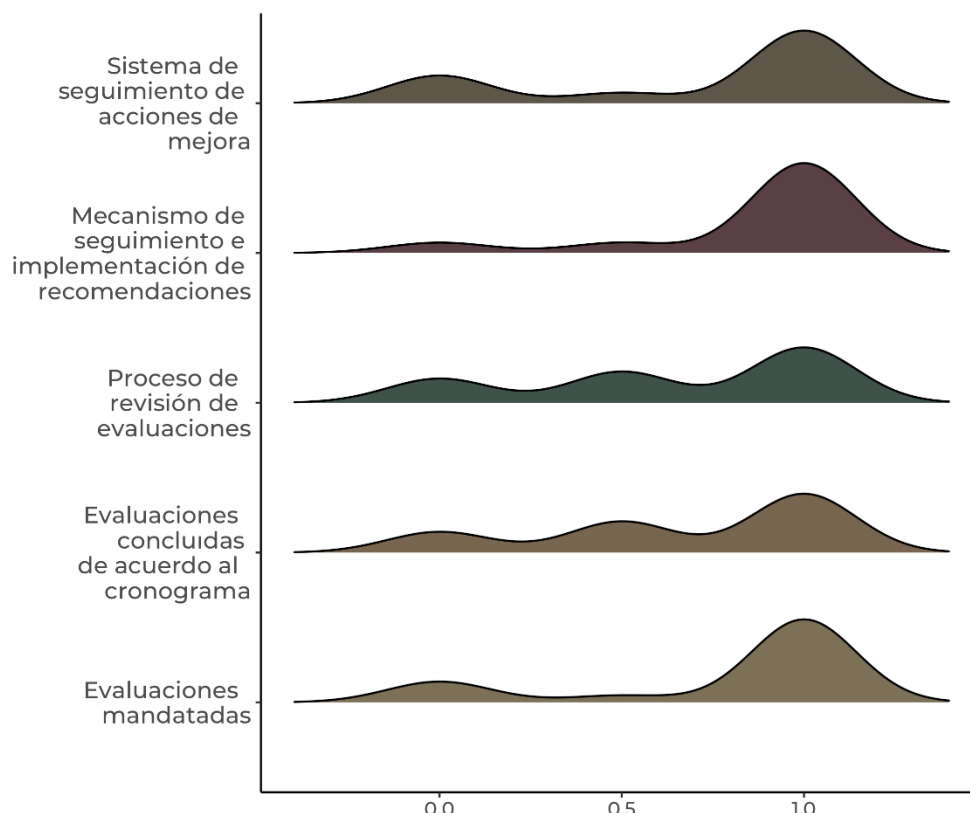 Sistema de
seguimiento de
acciones de
mejora
Mecanismo de
seguimiento e
implementación de
recomendaciones
Proceso de
revisión de
evaluaciones
Evaluaciones
concluıdas
de acuerdo al
cronograma
Evaluaciones
mandatadas
0.0 0.5 1.0